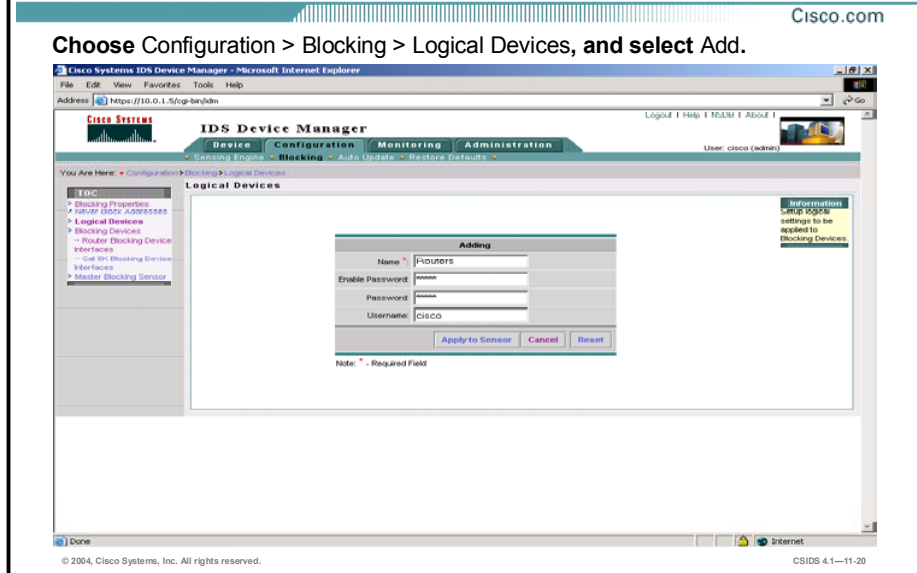 Cisco.com
Choose Configuration > Blocking > Logical Devices, and select Add.
Cisco Systems IDS Device Manager - Microsoft Internet Explorer
File Edit View Favorites Tools Help
Address https://10.0.1.5/cgi-bin/idm Go
CISCO SYSTEMS
IDS Device Manager
Logout | Help | NSDB | About |
Device Configuration Monitoring Administration
User: cisco (admin)
Sensing Engine Blocking Auto Update Restore Defaults
You Are Here: Configuration > Blocking > Logical Devices
TOC
Blocking Properties
Never Block Addresses
Logical Devices
Blocking Devices
Router Blocking Device
Interfaces
Cat 6K Blocking Device
Interfaces
Master Blocking Sensor
Logical Devices
Adding
Name *: Routers
Enable Password: *****
Password: *****
Username: cisco
Apply to Sensor Cancel Reset
Note: * - Required Field
Information
Setup logical
settings to be
applied to
Blocking Devices.
Done
Internet
© 2004, Cisco Systems, Inc. All rights reserved.
CSIDS 4.1—11-20